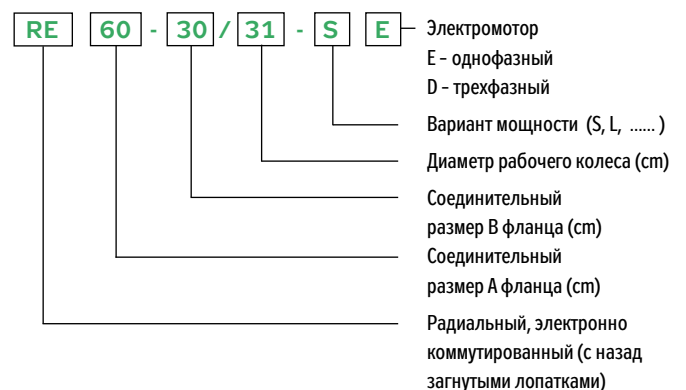 RE 60 - 30 / 31 - S E
Электромотор
E – однофазный
D – трехфазный
Вариант мощности (S, L, ...... )
Диаметр рабочего колеса (cm)
Соединительный
размер B фланца (cm)
Соединительный
размер A фланца (cm)
Радиальный, электронно
коммутированный (с назад
загнутыми лопатками)